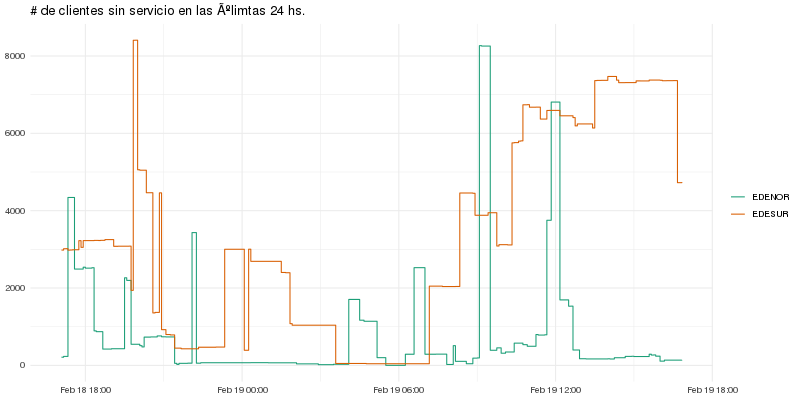 # de clientes sin servicio en las Ãºlimtas 24 hs.
8000
6000
4000
2000
0
Feb 18 18:00
Feb 19 00:00
Feb 19 06:00
Feb 19 12:00
Feb 19 18:00
EDENOR
EDESUR